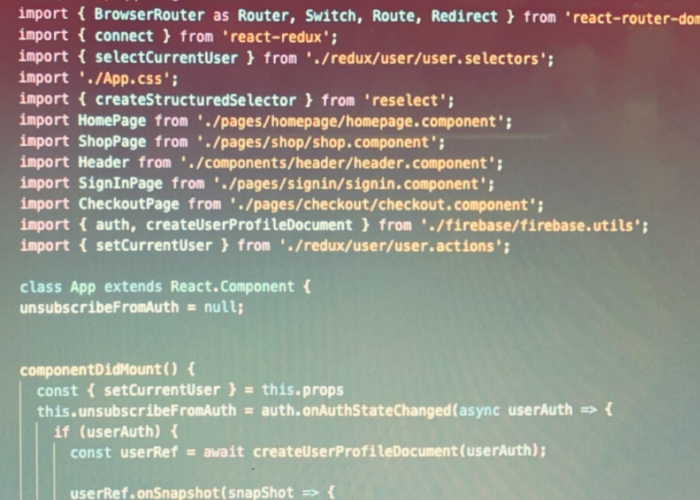 import { BrowserRouter as Router, Switch, Route, Redirect } from 'react-router-dom
import { connect } from 'react-redux';
import { selectCurrentUser } from './redux/user/user.selectors';
import './App.css';
import { createStructuredSelector } from 'reselect';
import HomePage from './pages/homepage/homepage.component';
import ShopPage from './pages/shop/shop.component';
import Header from './components/header/header.component';
import SignInPage from './pages/signin/signin.component';
import CheckoutPage from './pages/checkout/checkout.component';
import { auth, createUserProfileDocument } from './firebase/firebase.utils';
import { setCurrentUser } from './redux/user/user.actions';
class App extends React.Component {
unsubscribeFromAuth = null;
componentDidMount() {
const { setCurrentUser } = this.props
this.unsubscribeFromAuth = auth.onAuthStateChanged(async userAuth => {
if (userAuth) {
const userRef = await createUserProfileDocument(userAuth);
userRef.onSnapshot(snapShot => {